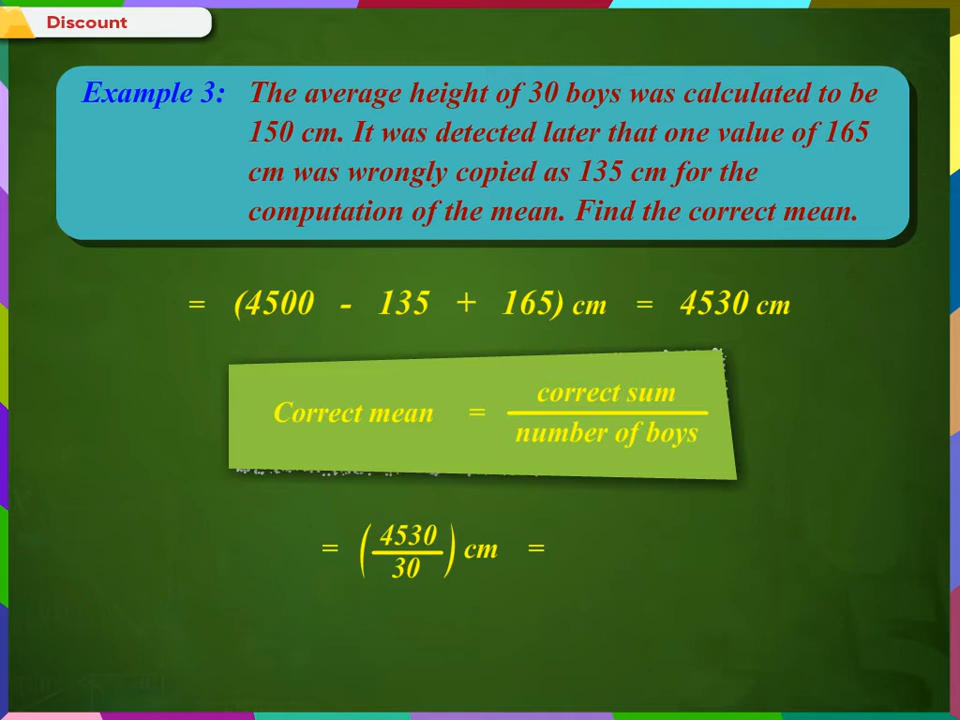 Discount
Example 3: The average height of 30 boys was calculated to be
150 cm. It was detected later that one value of 165
cm was wrongly copied as 135 cm for the
computation of the mean. Find the correct mean.
= (4500 - 135 + 165) cm = 4530 cm
correct sum
Correct mean =
number of boys
4530
= ( ) cm =
30